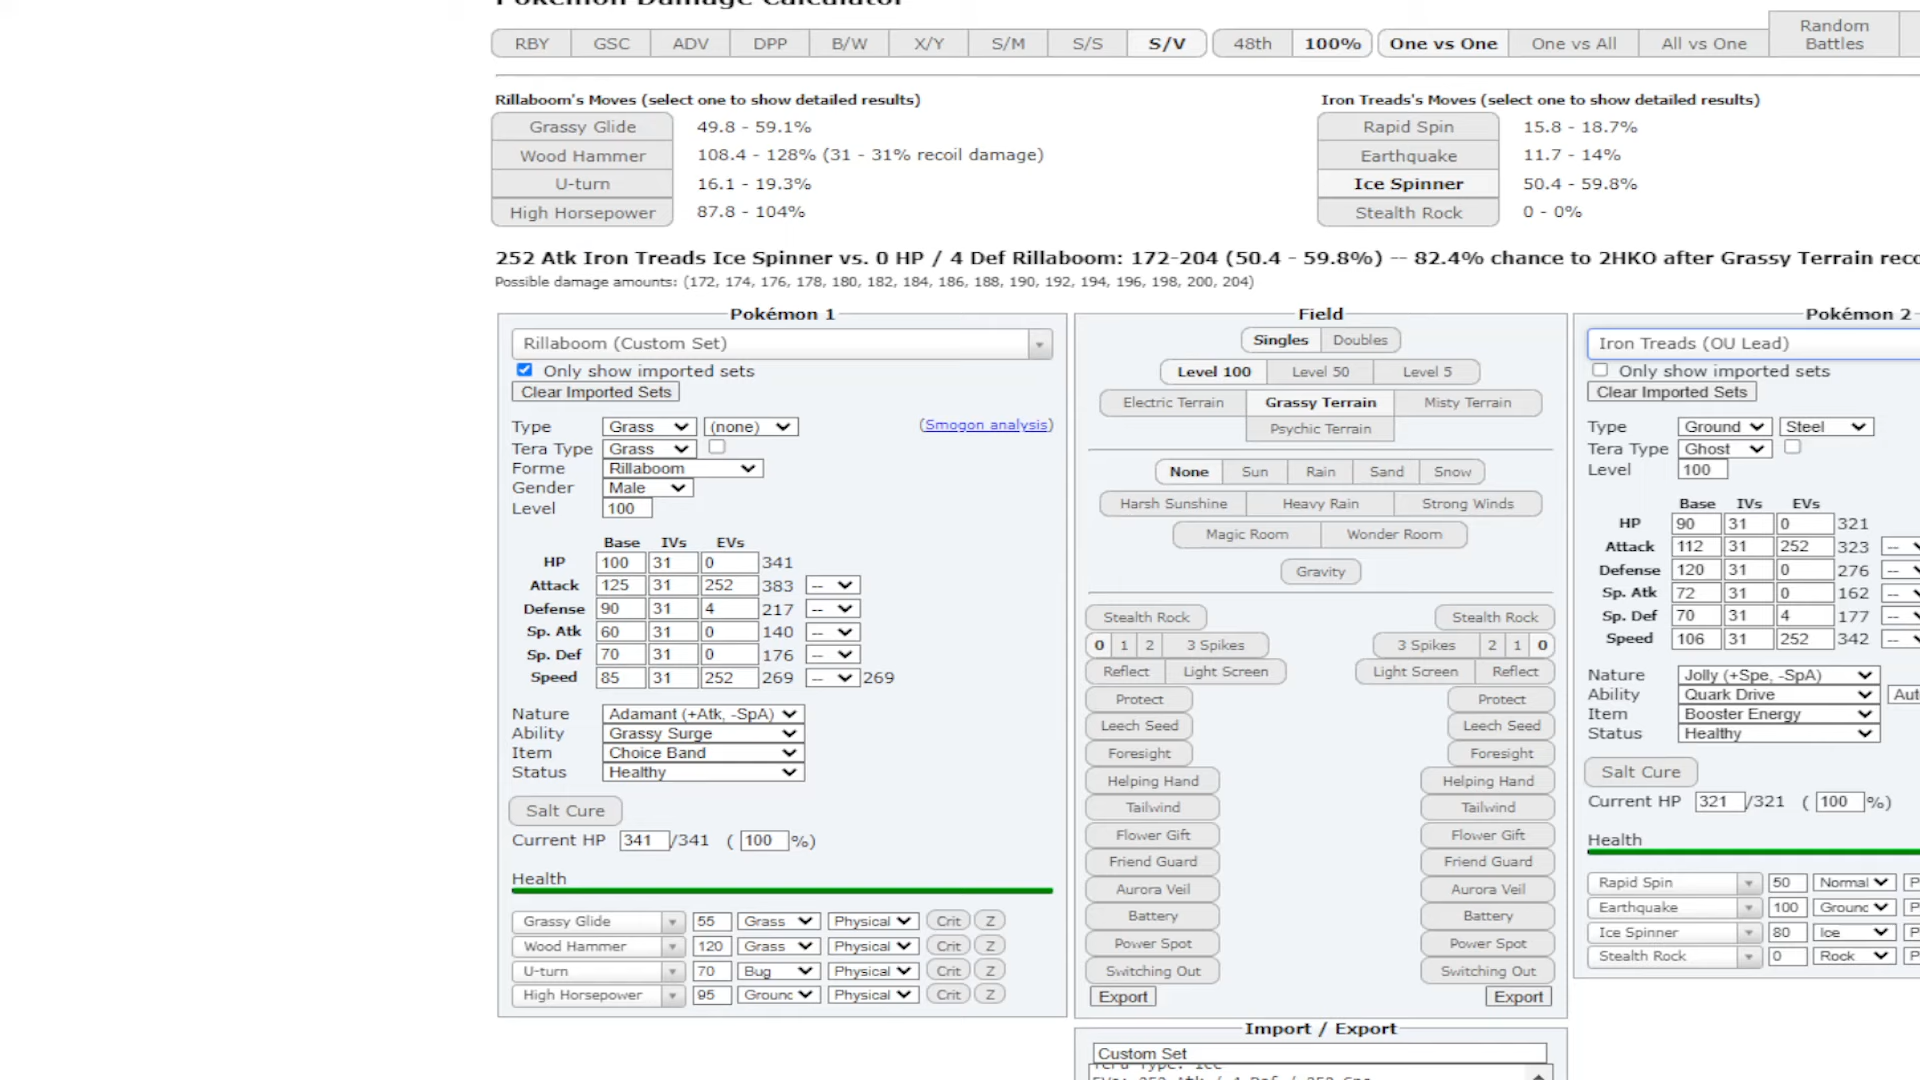 RBY GSC ADV DPP B/W X/Y S/M S/S S/V 48th 100% One vs One One vs All All vs One Random Battles
Rillaboom's Moves (select one to show detailed results)
Grassy Glide 49.8 - 59.1%
Wood Hammer 108.4 - 128% (31 - 31% recoil damage)
U-turn 16.1 - 19.3%
High Horsepower 87.8 - 104%
Iron Treads's Moves (select one to show detailed results)
Rapid Spin 15.8 - 18.7%
Earthquake 11.7 - 14%
Ice Spinner 50.4 - 59.8%
Stealth Rock 0 - 0%
252 Atk Iron Treads Ice Spinner vs. 0 HP / 4 Def Rillaboom: 172-204 (50.4 - 59.8%) -- 82.4% chance to 2HKO after Grassy Terrain reco
Possible damage amounts: (172, 174, 176, 178, 180, 182, 184, 186, 188, 190, 192, 194, 196, 198, 200, 204)
Pokémon 1
Rillaboom (Custom Set)
Only show imported sets
Clear Imported Sets
Type Grass (none) (Smogon analysis)
Tera Type Grass
Forme Rillaboom
Gender Male
Level 100
Base IVs EVs
HP 100 31 0 341
Attack 125 31 252 383 --
Defense 90 31 4 217 --
Sp. Atk 60 31 0 140 --
Sp. Def 70 31 0 176 --
Speed 85 31 252 269 -- 269
Nature Adamant (+Atk, -SpA)
Ability Grassy Surge
Item Choice Band
Status Healthy
Salt Cure
Current HP 341/341 (100%)
Health
Grassy Glide 55 Grass Physical Crit Z
Wood Hammer 120 Grass Physical Crit Z
U-turn 70 Bug Physical Crit Z
High Horsepower 95 Ground Physical Crit Z
Field
Singles Doubles
Level 100 Level 50 Level 5
Electric Terrain Grassy Terrain Misty Terrain
Psychic Terrain
None Sun Rain Sand Snow
Harsh Sunshine Heavy Rain Strong Winds
Magic Room Wonder Room
Gravity
Stealth Rock Stealth Rock
0 1 2 3 Spikes 3 Spikes 2 1 0
Reflect Light Screen Light Screen Reflect
Protect Protect
Leech Seed Leech Seed
Foresight Foresight
Helping Hand Helping Hand
Tailwind Tailwind
Flower Gift Flower Gift
Friend Guard Friend Guard
Aurora Veil Aurora Veil
Battery Battery
Power Spot Power Spot
Switching Out Switching Out
Export Export
Import / Export
Custom Set
Pokémon 2
Iron Treads (OU Lead)
Only show imported sets
Clear Imported Sets
Type Ground Steel
Tera Type Ghost
Level 100
Base IVs EVs
HP 90 31 0 321
Attack 112 31 252 323 --
Defense 120 31 0 276 --
Sp. Atk 72 31 0 162 --
Sp. Def 70 31 4 177 --
Speed 106 31 252 342 --
Nature Jolly (+Spe, -SpA)
Ability Quark Drive Aut
Item Booster Energy
Status Healthy
Salt Cure
Current HP 321/321 (100%)
Health
Rapid Spin 50 Normal P
Earthquake 100 Ground P
Ice Spinner 80 Ice P
Stealth Rock 0 Rock P